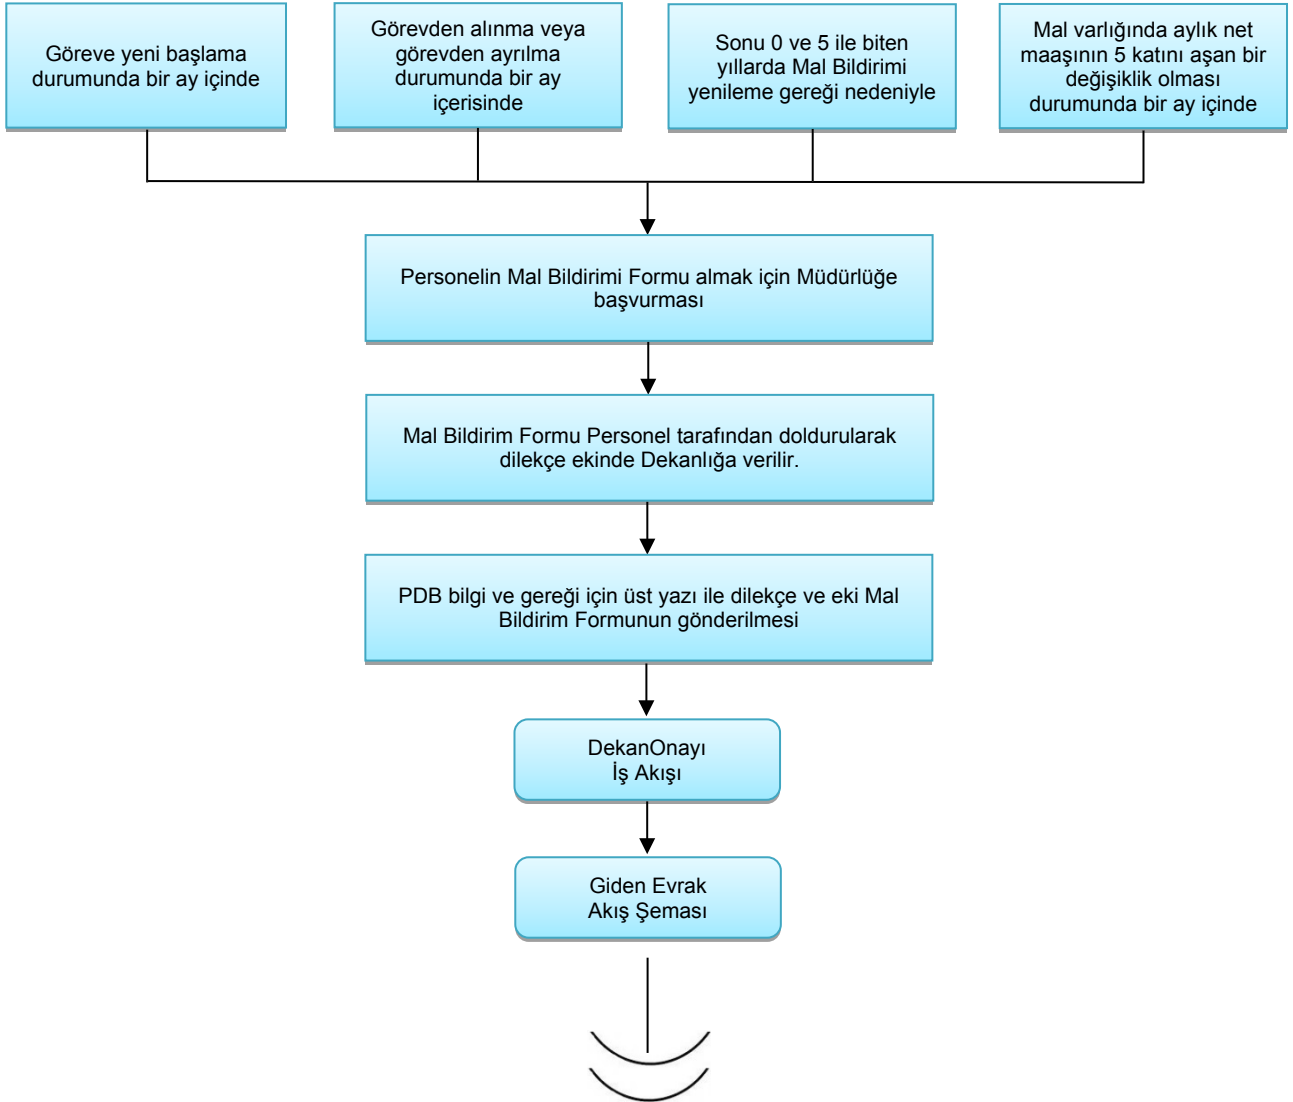 Göreve yeni başlama
durumunda bir ay içinde
Görevden alınma veya
görevden ayrılma
durumunda bir ay
içerisinde
Sonu 0 ve 5 ile biten
yıllarda Mal Bildirimi
yenileme gereği nedeniyle
Mal varlığında aylık net
maaşının 5 katını aşan bir
değişiklik olması
durumunda bir ay içinde
Personelin Mal Bildirimi Formu almak için Müdürlüğe
başvurması
Mal Bildirim Formu Personel tarafından doldurularak
dilekçe ekinde Dekanlığa verilir.
PDB bilgi ve gereği için üst yazı ile dilekçe ve eki Mal
Bildirim Formunun gönderilmesi
DekanOnayı
İş Akışı
Giden Evrak
Akış Şeması